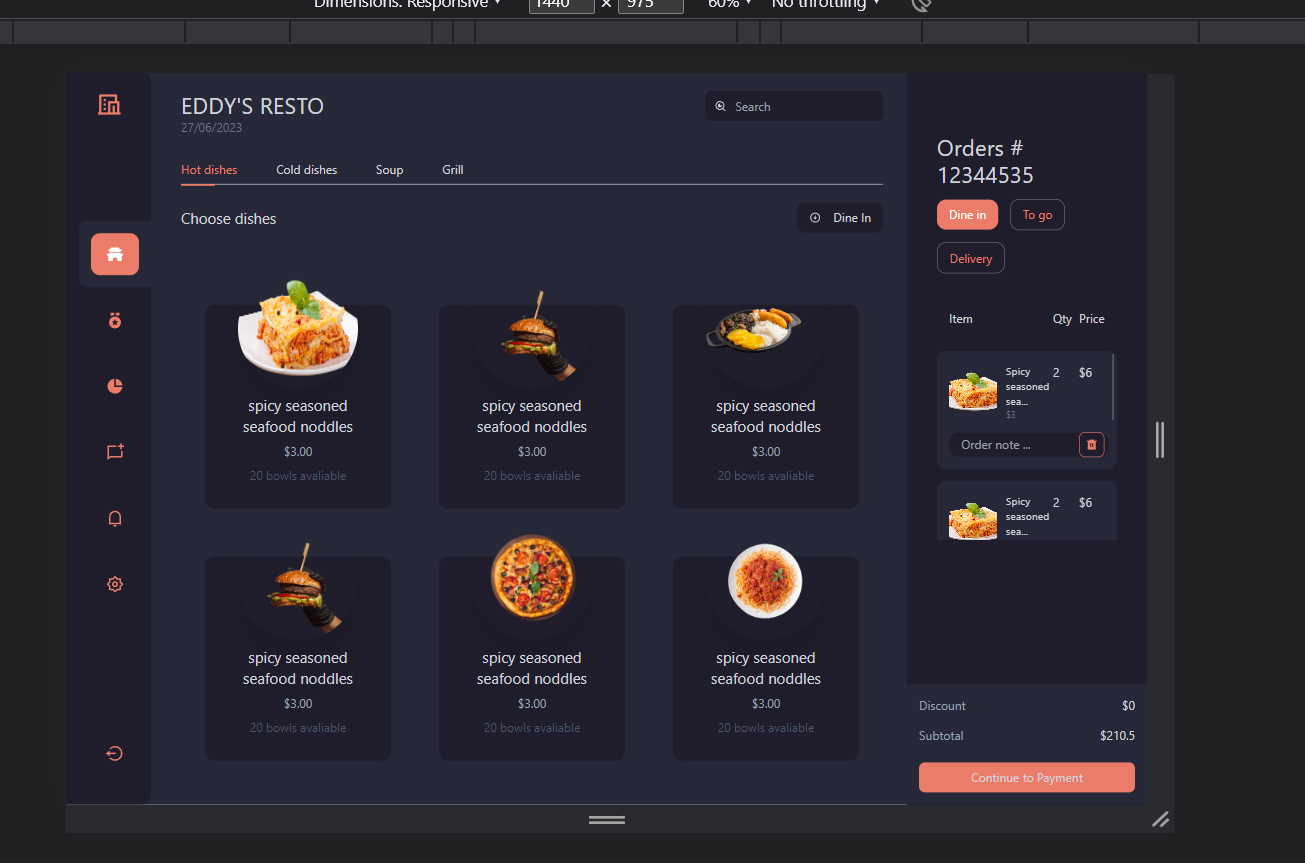 Dimensions: Responsive 1440 × 975 60% No throttling
EDDY'S RESTO
27/06/2023
Search
Hot dishes Cold dishes Soup Grill
Choose dishes
Dine In
spicy seasoned
seafood noddles
$3.00
20 bowls avaliable
spicy seasoned
seafood noddles
$3.00
20 bowls avaliable
spicy seasoned
seafood noddles
$3.00
20 bowls avaliable
spicy seasoned
seafood noddles
$3.00
20 bowls avaliable
spicy seasoned
seafood noddles
$3.00
20 bowls avaliable
spicy seasoned
seafood noddles
$3.00
20 bowls avaliable
Orders #
12344535
Dine in To go
Delivery
Item Qty Price
Spicy 2 $6
seasoned
sea...
$3
Order note ...
Spicy 2 $6
seasoned
sea...
Discount $0
Subtotal $210.5
Continue to Payment